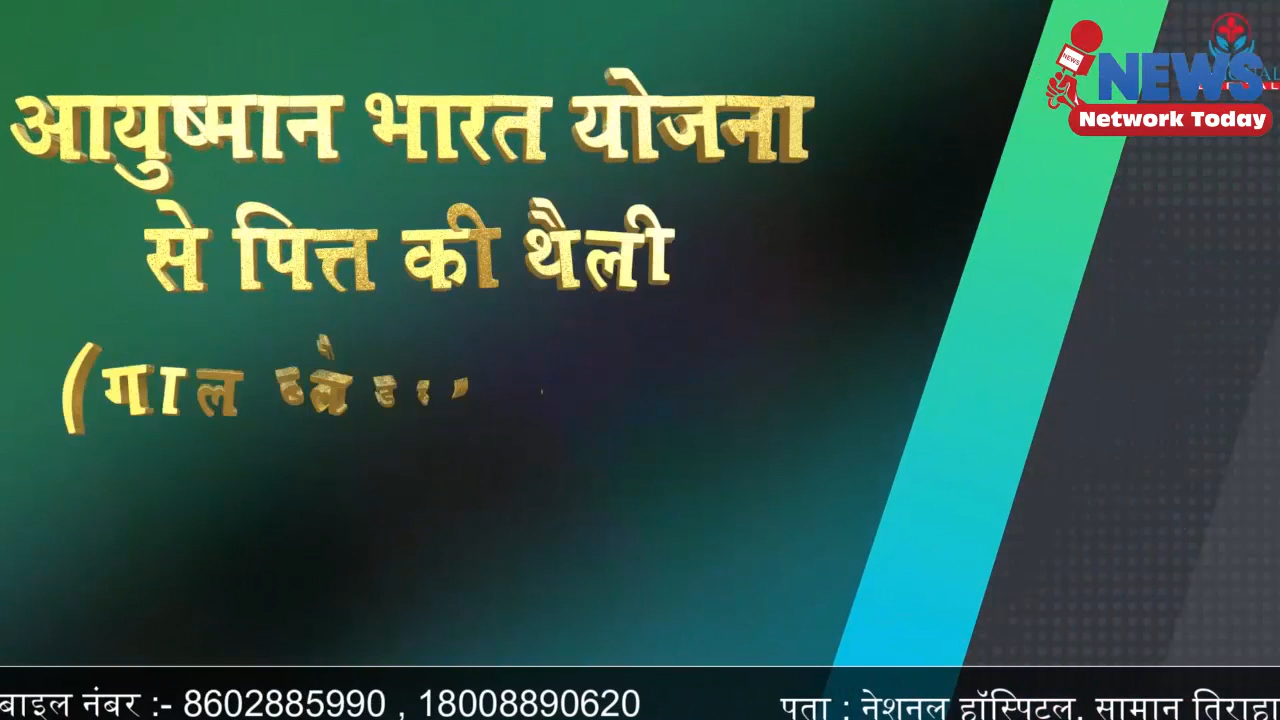 NEWS
Network Today
आयुष्मान भारत योजना
से पित्त की थैली
(गाल
बाइल नंबर :- 8602885990 , 18008890620
पता : नेशनल हॉस्पिटल, सामान तिराहा